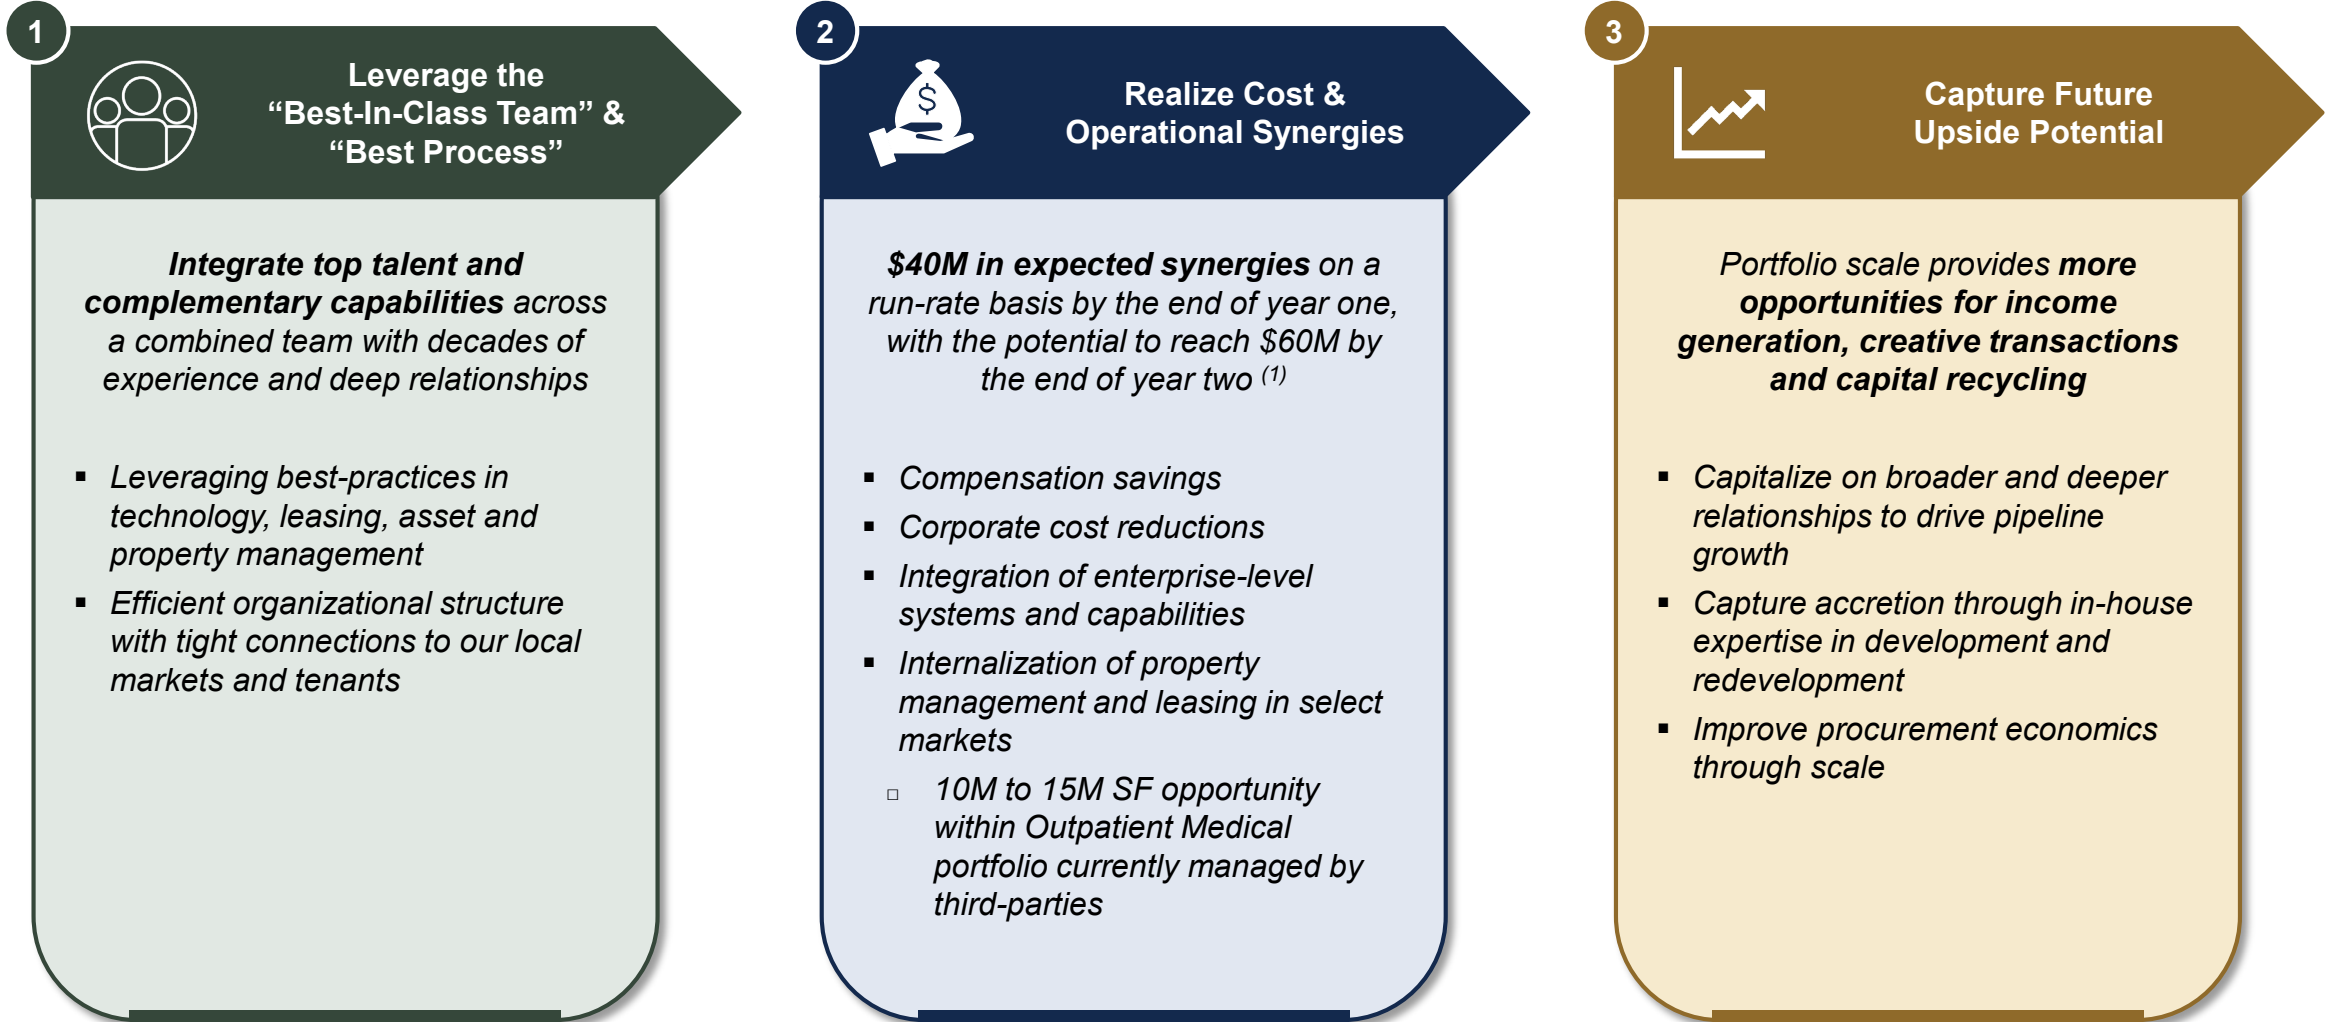 1
Leverage the
“Best-In-Class Team” &
“Best Process”
Integrate top talent and
complementary capabilities across
a combined team with decades of
experience and deep relationships
▪ Leveraging best-practices in
technology, leasing, asset and
property management
▪ Efficient organizational structure
with tight connections to our local
markets and tenants
2
$
Realize Cost &
Operational Synergies
$40M in expected synergies on a
run-rate basis by the end of year one,
with the potential to reach $60M by
the end of year two (1)
▪ Compensation savings
▪ Corporate cost reductions
▪ Integration of enterprise-level
systems and capabilities
▪ Internalization of property
management and leasing in select
markets
□ 10M to 15M SF opportunity
within Outpatient Medical
portfolio currently managed by
third-parties
3
Capture Future
Upside Potential
Portfolio scale provides more
opportunities for income
generation, creative transactions
and capital recycling
▪ Capitalize on broader and deeper
relationships to drive pipeline
growth
▪ Capture accretion through in-house
expertise in development and
redevelopment
▪ Improve procurement economics
through scale